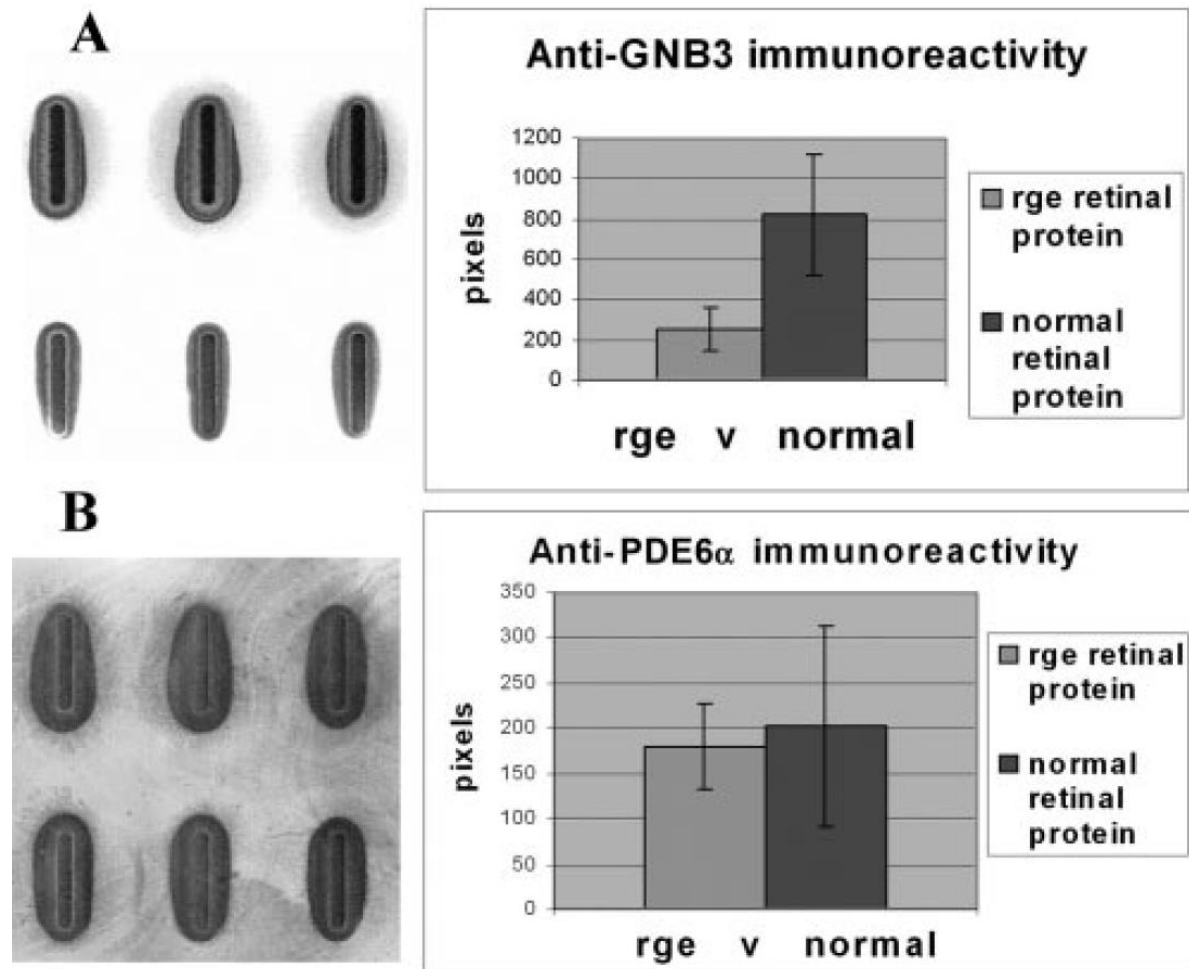 A
Anti-GNB3 immunoreactivity
1200
1000
800
600
400
200
0
pixels
rge v normal
rge retinal
protein
normal
retinal
protein
B
Anti-PDE6α immunoreactivity
350
300
250
200
150
100
50
0
pixels
rge v normal
rge retinal
protein
normal
retinal
protein